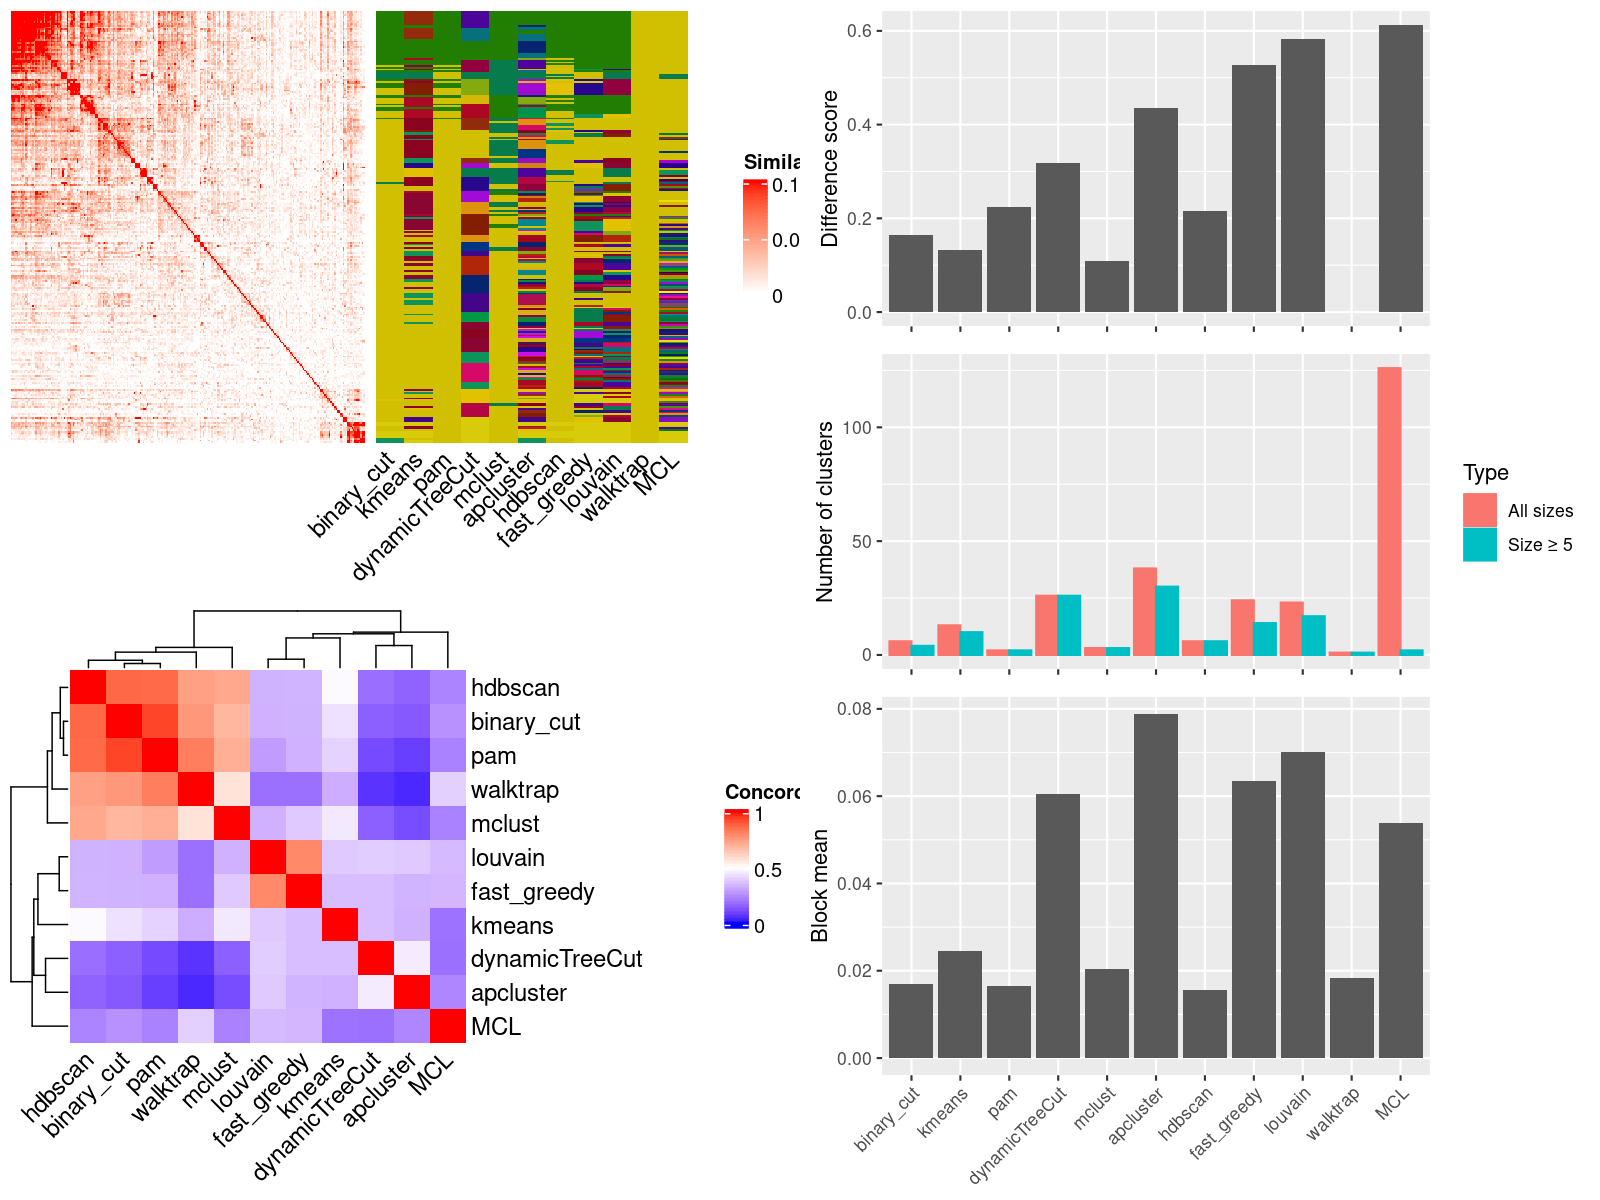 Simila
0.1
0.0
0
binary_cut
kmeans
pam
dynamicTreeCut
mclust
apcluster
hdbscan
fast_greedy
louvain
walktrap
MCL
hdbscan
binary_cut
pam
walktrap
mclust
louvain
fast_greedy
kmeans
dynamicTreeCut
apcluster
MCL
hdbscan
binary_cut
pam
walktrap
mclust
louvain
fast_greedy
kmeans
dynamicTreeCut
apcluster
MCL
Concord
1
0.5
0
Difference score
0.6
0.4
0.2
0.0
Number of clusters
100
50
0
Type
All sizes
Size ≥ 5
Block mean
0.08
0.06
0.04
0.02
0.00
binary_cut
kmeans
pam
dynamicTreeCut
mclust
apcluster
hdbscan
fast_greedy
louvain
walktrap
MCL